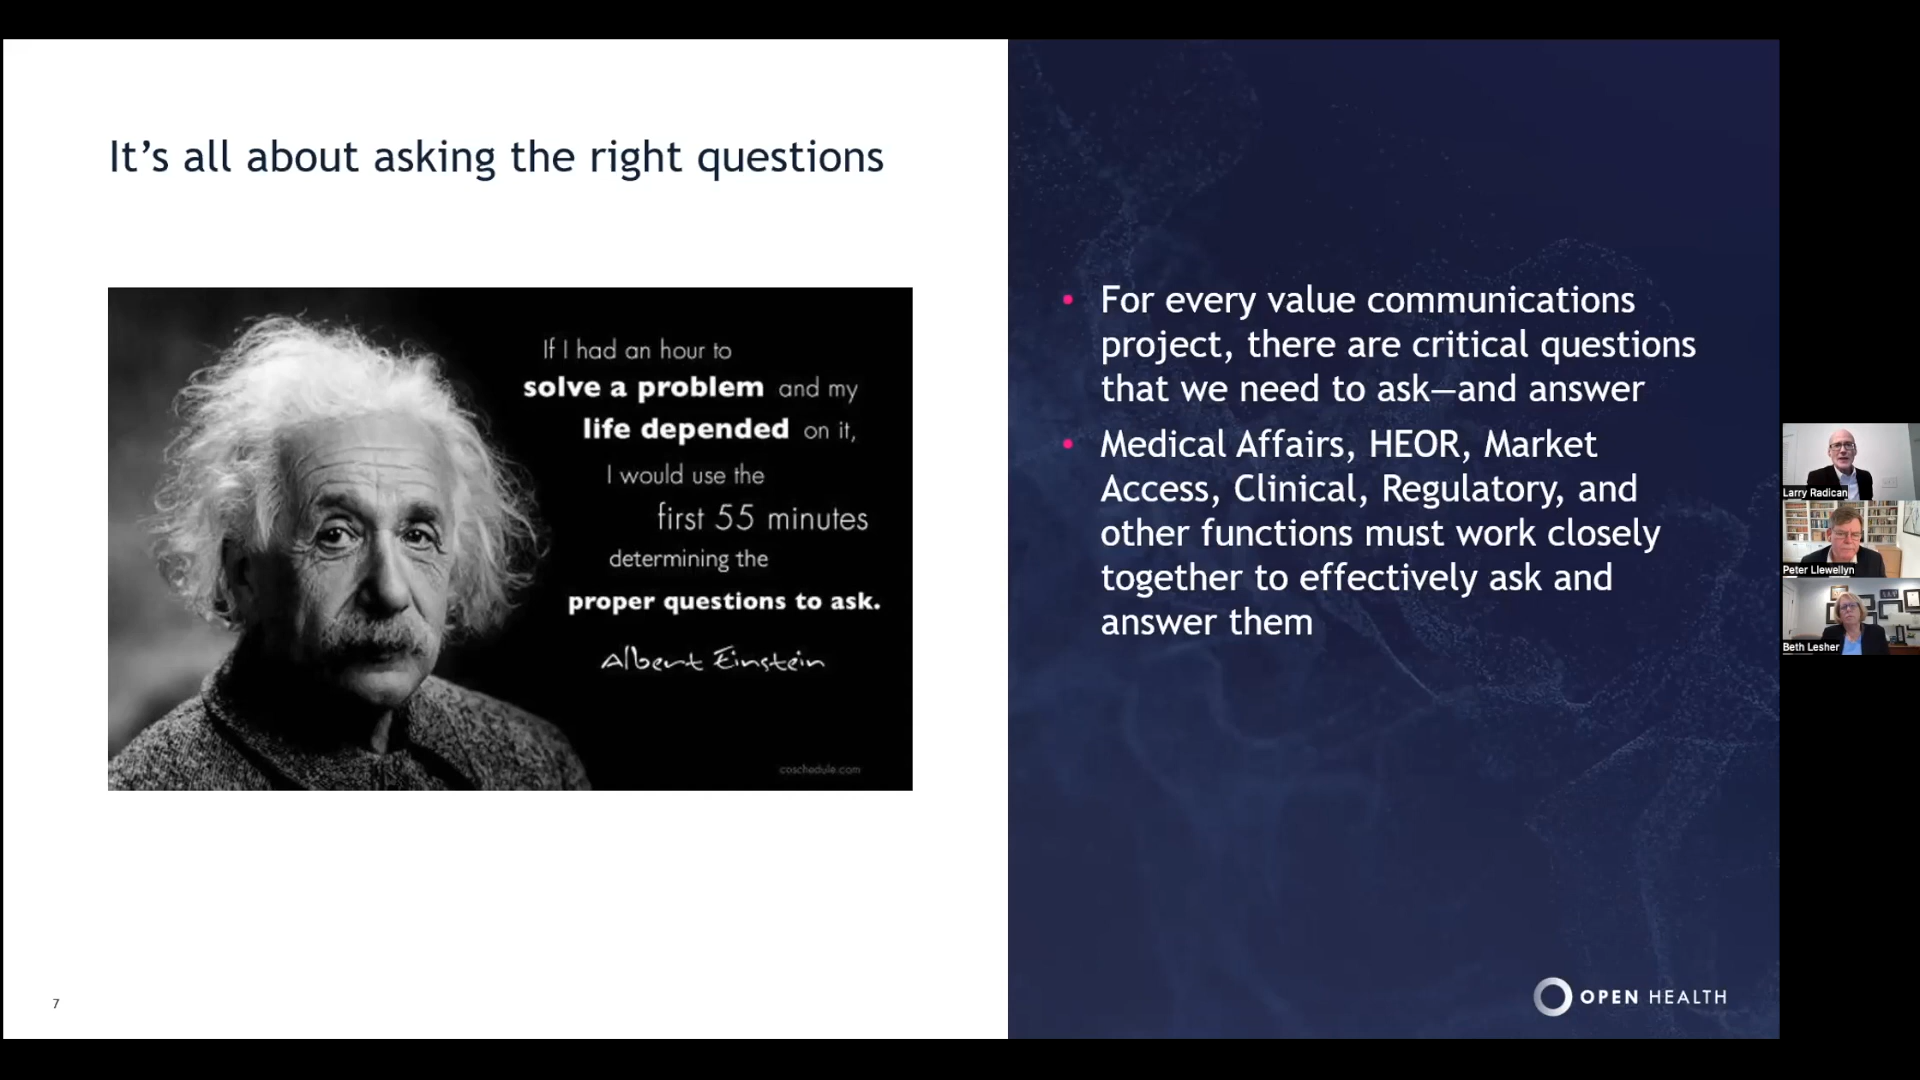 It’s all about asking the right questions
If I had an hour to
solve a problem and my
life depended on it,
I would use the
first 55 minutes
determining the
proper questions to ask.
Albert Einstein
coschedule.com
• For every value communications
project, there are critical questions
that we need to ask—and answer
• Medical Affairs, HEOR, Market
Access, Clinical, Regulatory, and
other functions must work closely
together to effectively ask and
answer them
Larry Radican
Peter Llewellyn
Beth Lesher
7
OPEN HEALTH